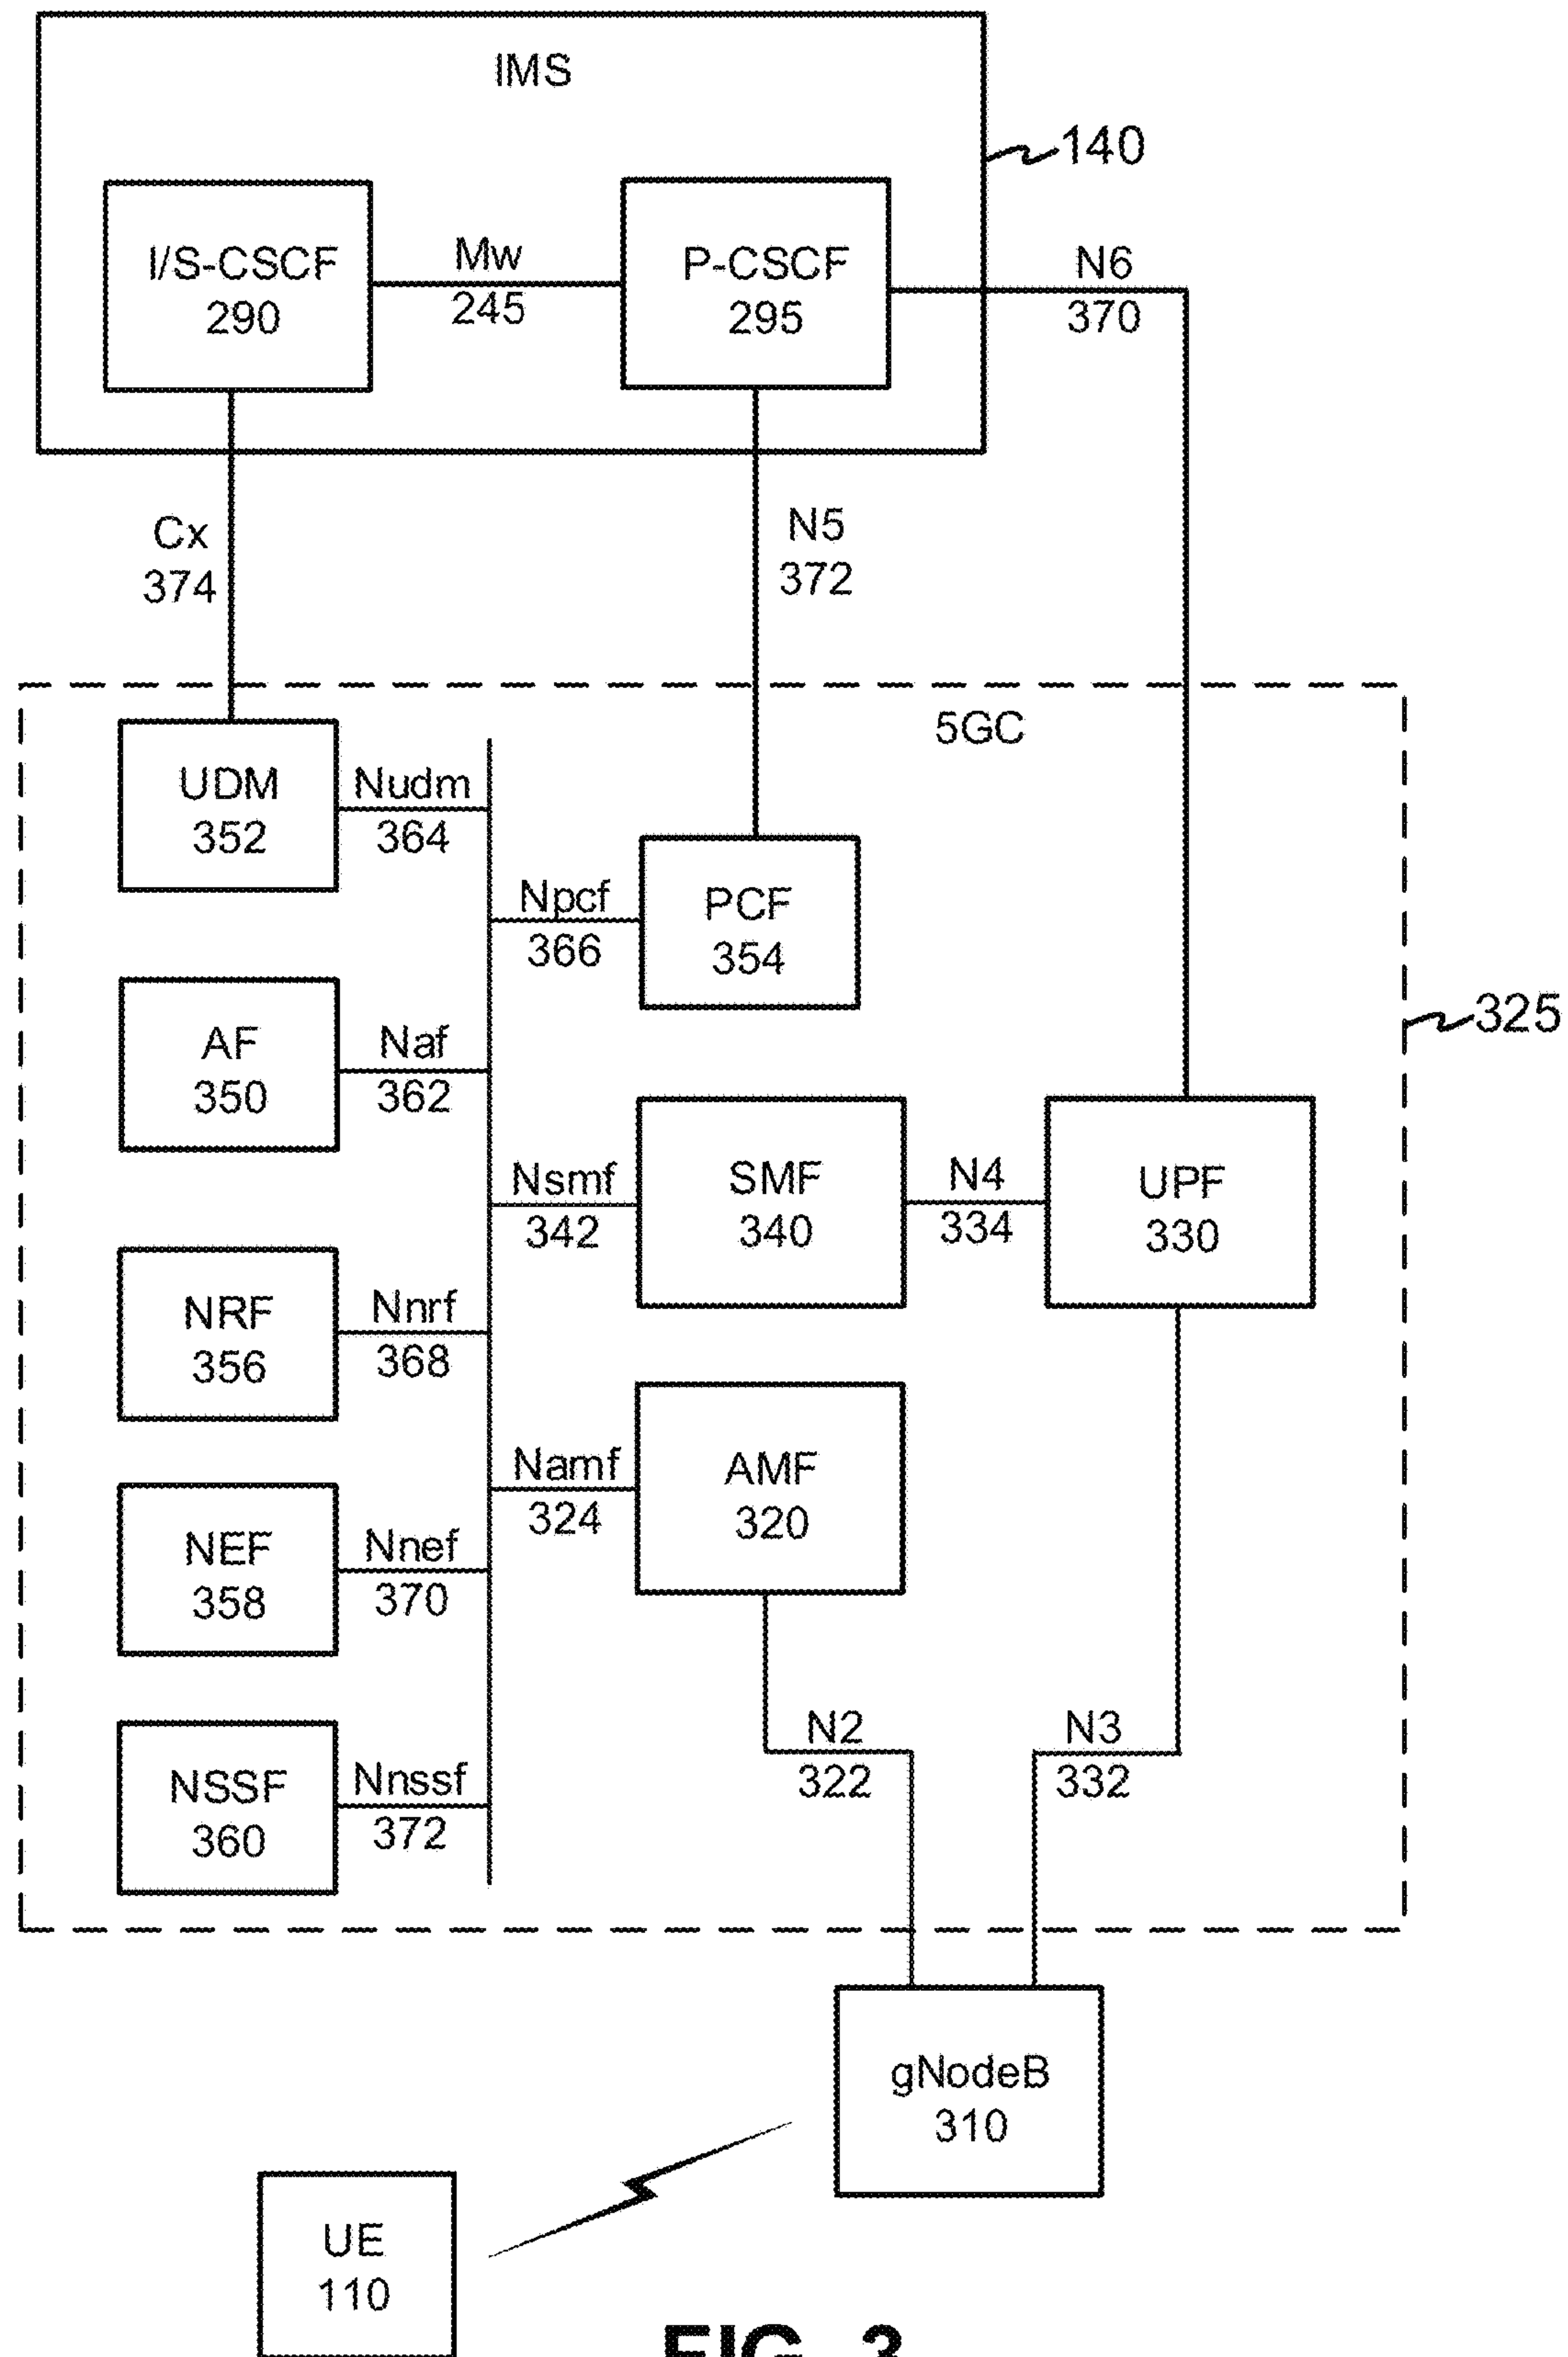 IMS
140
I/S-CSCF
290
Mw
245
P-CSCF
295
N6
370
Cx
374
N5
372
5GC
UDM
352
Nudm
364
Npcf
366
PCF
354
325
AF
350
Naf
362
Nsmf
342
SMF
340
N4
334
UPF
330
NRF
356
Nnrf
368
Namf
324
AMF
320
NEF
358
Nnef
370
N2
322
N3
332
NSSF
360
Nnssf
372
gNodeB
310
UE
110
FIG. 3